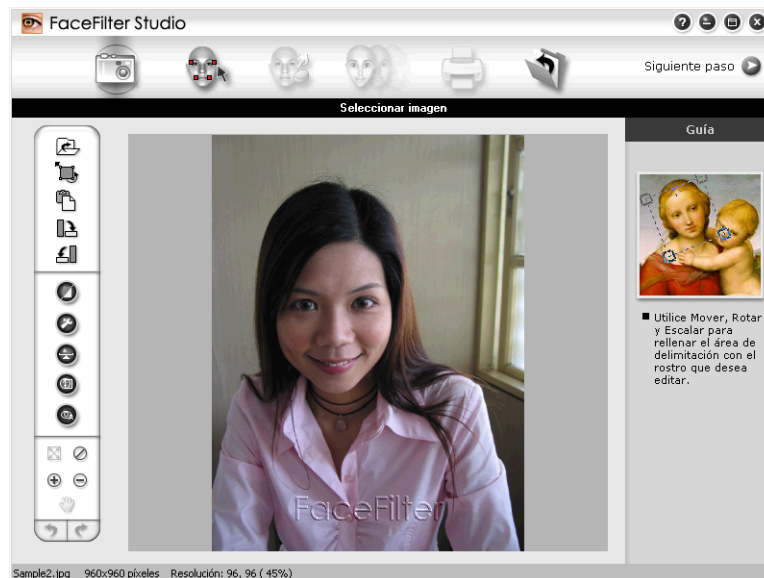 FaceFilter Studio
Siguiente paso
Seleccionar imagen
Guía
Utilice Mover, Rotar
y Escalar para
rellenar el área de
delimitación con el
rostro que desea
editar.
FaceFilter
Sample2.jpg 960x960 píxeles Resolución: 96, 96 ( 45%)